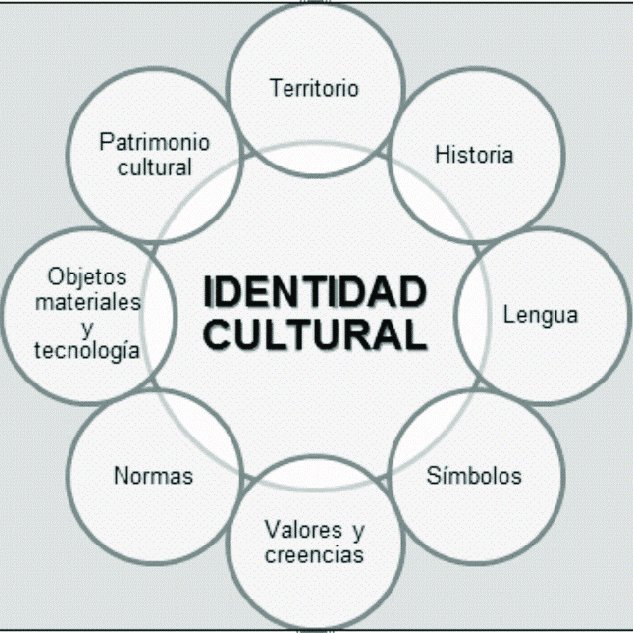 Territorio
Patrimonio
cultural
Historia
Objetos
materiales
y
tecnología
IDENTIDAD
CULTURAL
Lengua
Normas
Símbolos
Valores y
creencias